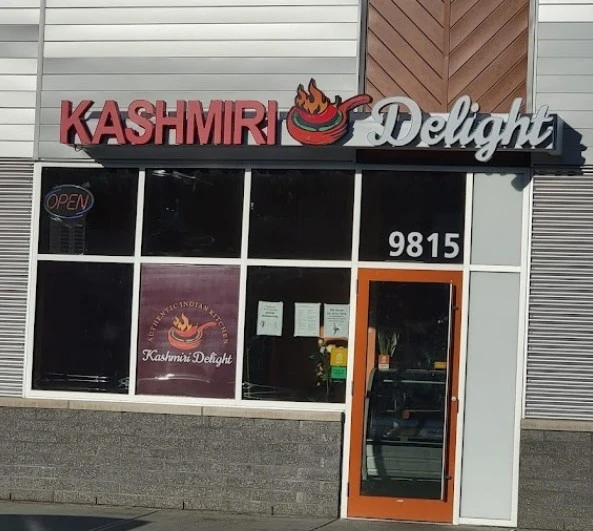 KASHMIRI Delight
OPEN
9815
AUTHENTIC INDIAN KITCHEN
Kashmiri Delight